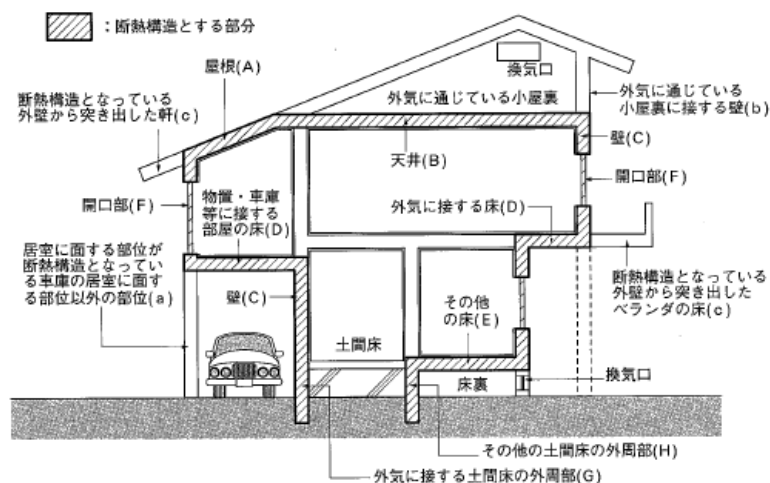 ：断熱構造とする部分
屋根(A)
換気口
断熱構造となっている
外壁から突き出した軒(c)
外気に通じている小屋裏
外気に通じている
小屋裏に接する壁(b)
壁(C)
天井(B)
開口部(F)
開口部(F)
物置・車庫
等に接する
部屋の床(D)
外気に接する床(D)
居室に面する部位が
断熱構造となってい
る車庫の居室に面す
る部位以外の部位(a)
壁(C)
土間床
その他
の床(E)
断熱構造となっている
外壁から突き出した
ベランダの床(c)
床裏
換気口
その他の土間床の外周部(H)
外気に接する土間床の外周部(G)